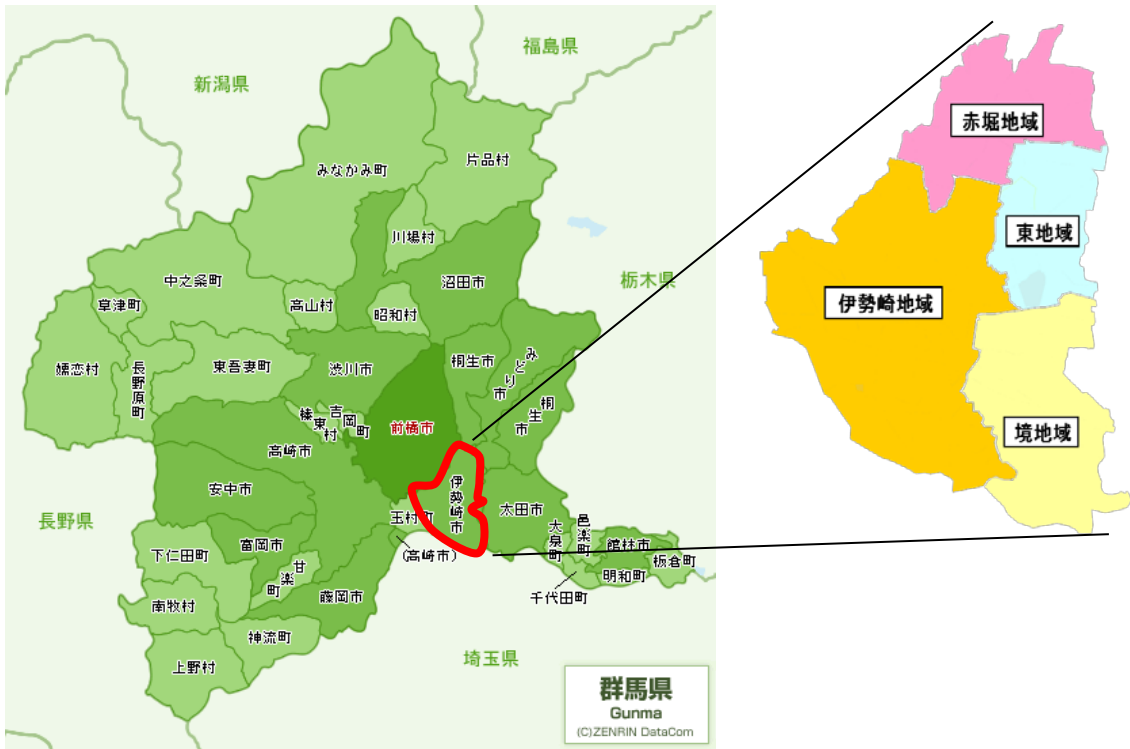 福島県
新潟県
片品村
みなかみ町
川場村
中之条町
沼田市
栃木県
草津町
高山村
昭和村
嬬恋村
長野原町
東吾妻町
渋川市
桐生市
みどり市
桐生市
榛東村
吉岡町
前橋市
高崎市
安中市
伊勢崎市
長野県
玉村町
太田市
大泉町
邑楽町
館林市
板倉町
明和町
千代田町
(高崎市)
富岡市
下仁田町
甘楽町
藤岡市
南牧村
神流町
上野村
埼玉県
群馬県
Gunma
(C)ZENRIN DataCom
赤堀地域
東地域
伊勢崎地域
境地域